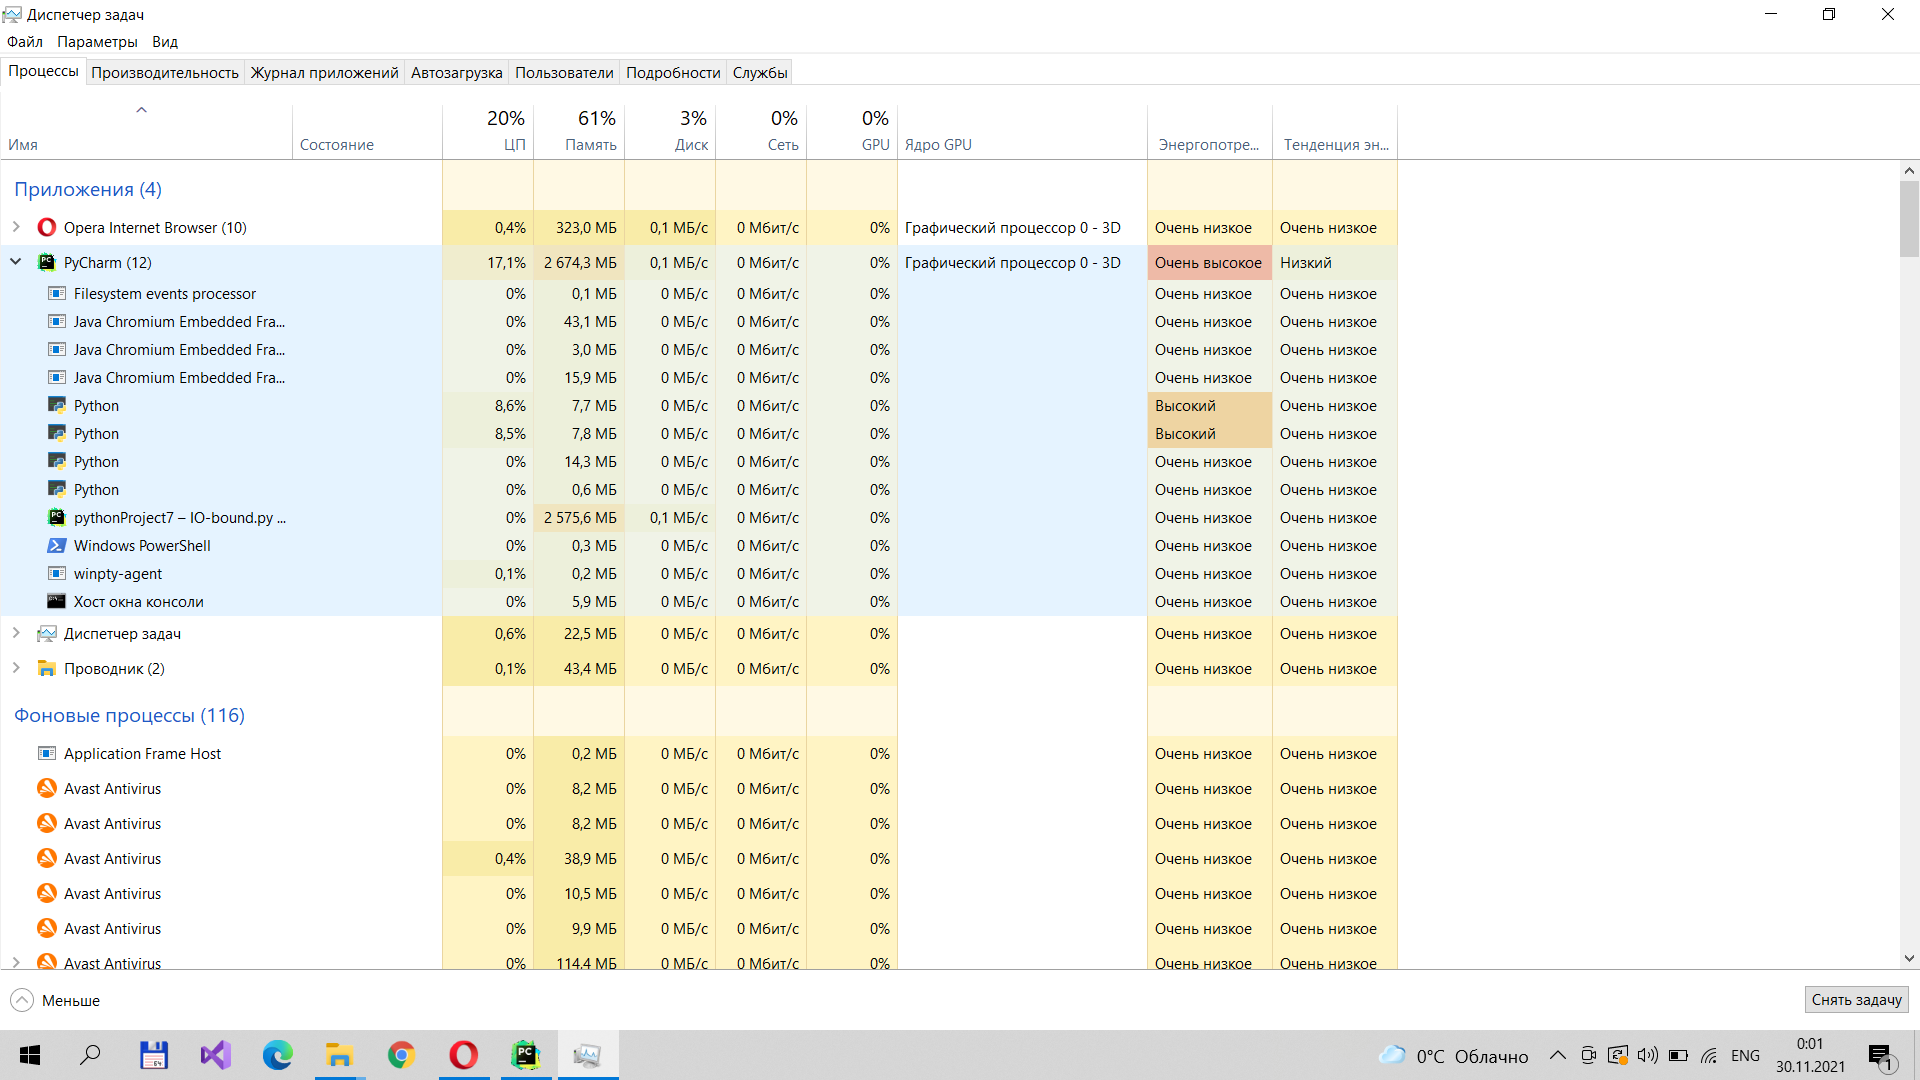 Диспетчер задач
Файл Параметры Вид
Процессы Производительность Журнал приложений Автозагрузка Пользователи Подробности Службы
20% 61% 3% 0% 0%
Имя Состояние ЦП Память Диск Сеть GPU Ядро GPU Энергопотре... Тенденция эн...
Приложения (4)
Opera Internet Browser (10) 0,4% 323,0 МБ 0,1 МБ/с 0 Мбит/с 0% Графический процессор 0 - 3D Очень низкое Очень низкое
PyCharm (12) 17,1% 2 674,3 МБ 0,1 МБ/с 0 Мбит/с 0% Графический процессор 0 - 3D Очень высокое Низкий
Filesystem events processor 0% 0,1 МБ 0 МБ/с 0 Мбит/с 0% Очень низкое Очень низкое
Java Chromium Embedded Fra... 0% 43,1 МБ 0 МБ/с 0 Мбит/с 0% Очень низкое Очень низкое
Java Chromium Embedded Fra... 0% 3,0 МБ 0 МБ/с 0 Мбит/с 0% Очень низкое Очень низкое
Java Chromium Embedded Fra... 0% 15,9 МБ 0 МБ/с 0 Мбит/с 0% Очень низкое Очень низкое
Python 8,6% 7,7 МБ 0 МБ/с 0 Мбит/с 0% Высокий Очень низкое
Python 8,5% 7,8 МБ 0 МБ/с 0 Мбит/с 0% Высокий Очень низкое
Python 0% 14,3 МБ 0 МБ/с 0 Мбит/с 0% Очень низкое Очень низкое
Python 0% 0,6 МБ 0 МБ/с 0 Мбит/с 0% Очень низкое Очень низкое
pythonProject7 – IO-bound.py ... 0% 2 575,6 МБ 0,1 МБ/с 0 Мбит/с 0% Очень низкое Очень низкое
Windows PowerShell 0% 0,3 МБ 0 МБ/с 0 Мбит/с 0% Очень низкое Очень низкое
winpty-agent 0,1% 0,2 МБ 0 МБ/с 0 Мбит/с 0% Очень низкое Очень низкое
Хост окна консоли 0% 5,9 МБ 0 МБ/с 0 Мбит/с 0% Очень низкое Очень низкое
Диспетчер задач 0,6% 22,5 МБ 0 МБ/с 0 Мбит/с 0% Очень низкое Очень низкое
Проводник (2) 0,1% 43,4 МБ 0 МБ/с 0 Мбит/с 0% Очень низкое Очень низкое
Фоновые процессы (116)
Application Frame Host 0% 0,2 МБ 0 МБ/с 0 Мбит/с 0% Очень низкое Очень низкое
Avast Antivirus 0% 8,2 МБ 0 МБ/с 0 Мбит/с 0% Очень низкое Очень низкое
Avast Antivirus 0% 8,2 МБ 0 МБ/с 0 Мбит/с 0% Очень низкое Очень низкое
Avast Antivirus 0,4% 38,9 МБ 0 МБ/с 0 Мбит/с 0% Очень низкое Очень низкое
Avast Antivirus 0% 10,5 МБ 0 МБ/с 0 Мбит/с 0% Очень низкое Очень низкое
Avast Antivirus 0% 9,9 МБ 0 МБ/с 0 Мбит/с 0% Очень низкое Очень низкое
Avast Antivirus 0% 114,4 МБ 0 МБ/с 0 Мбит/с 0% Очень низкое Очень низкое
Меньше Снять задачу
0°C Облачно ENG 0:01
30.11.2021 1